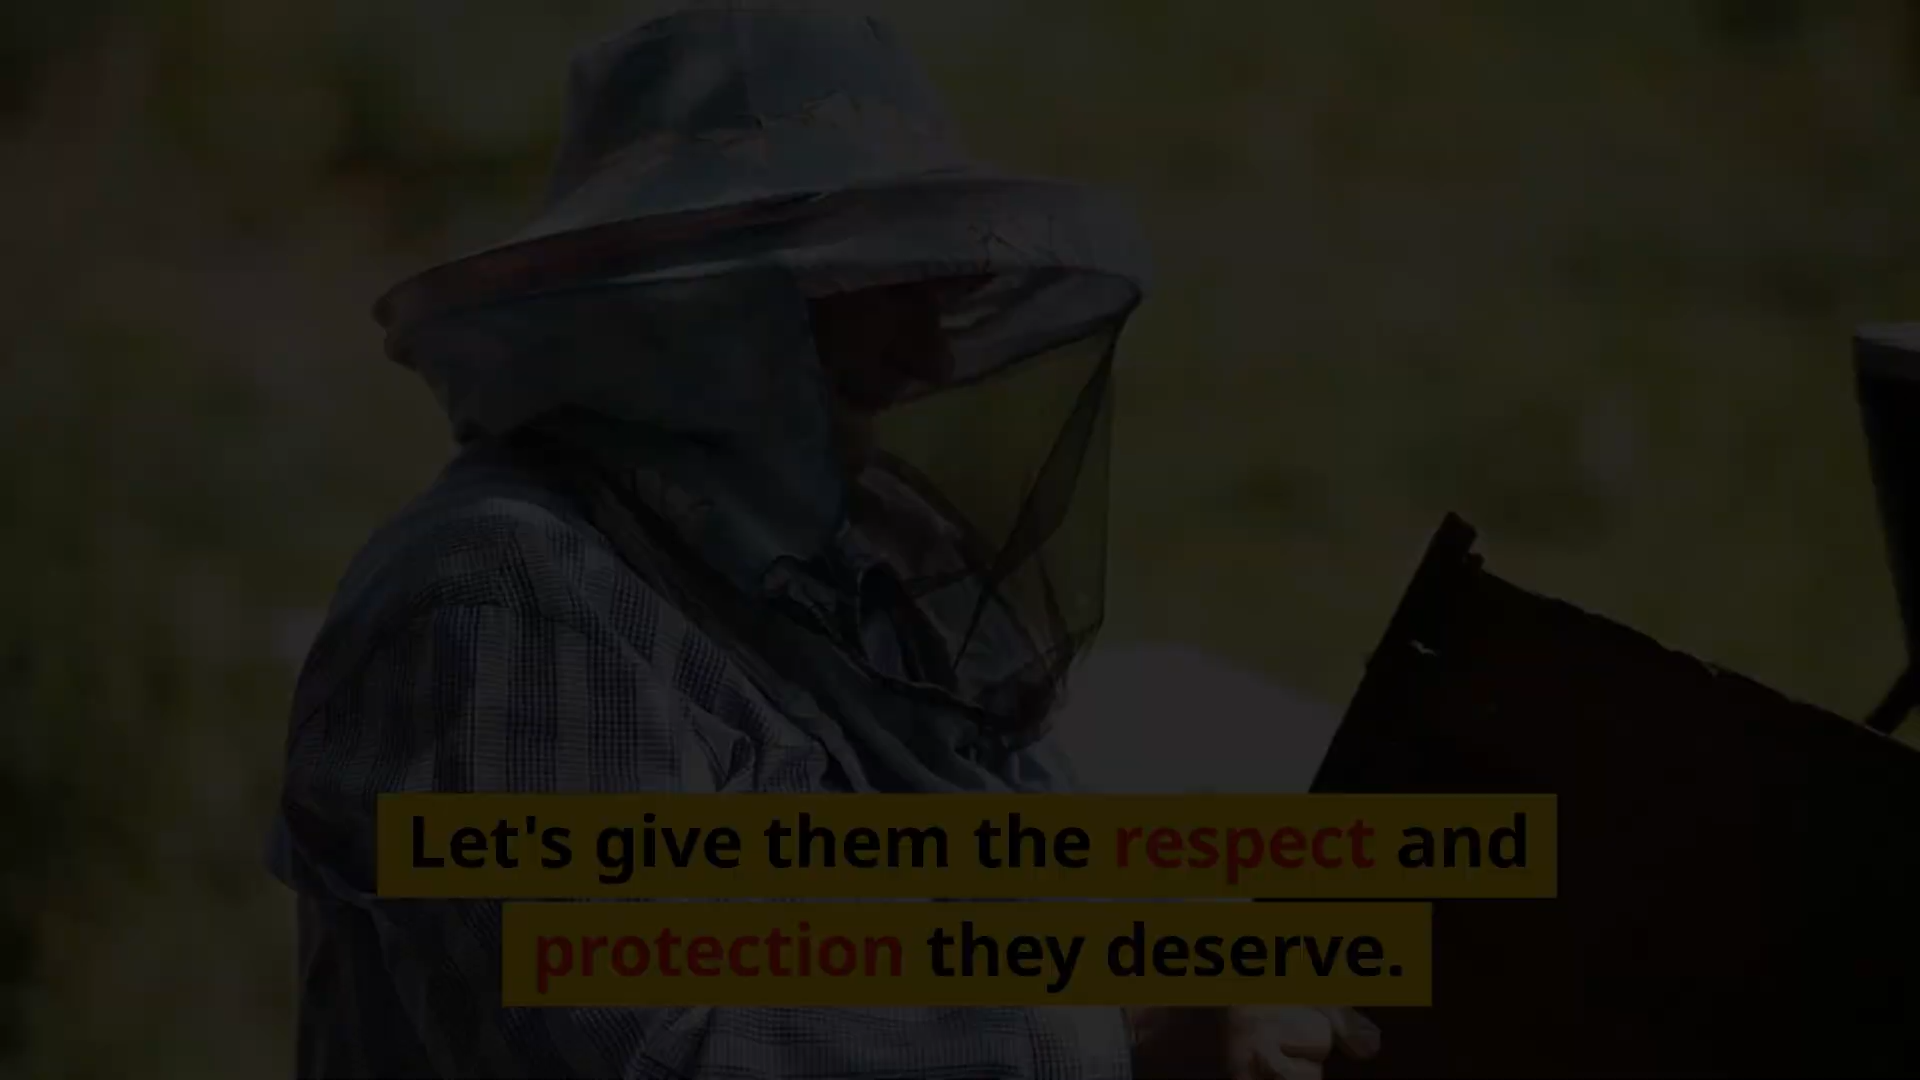 Let's give them the respect and
protection they deserve.